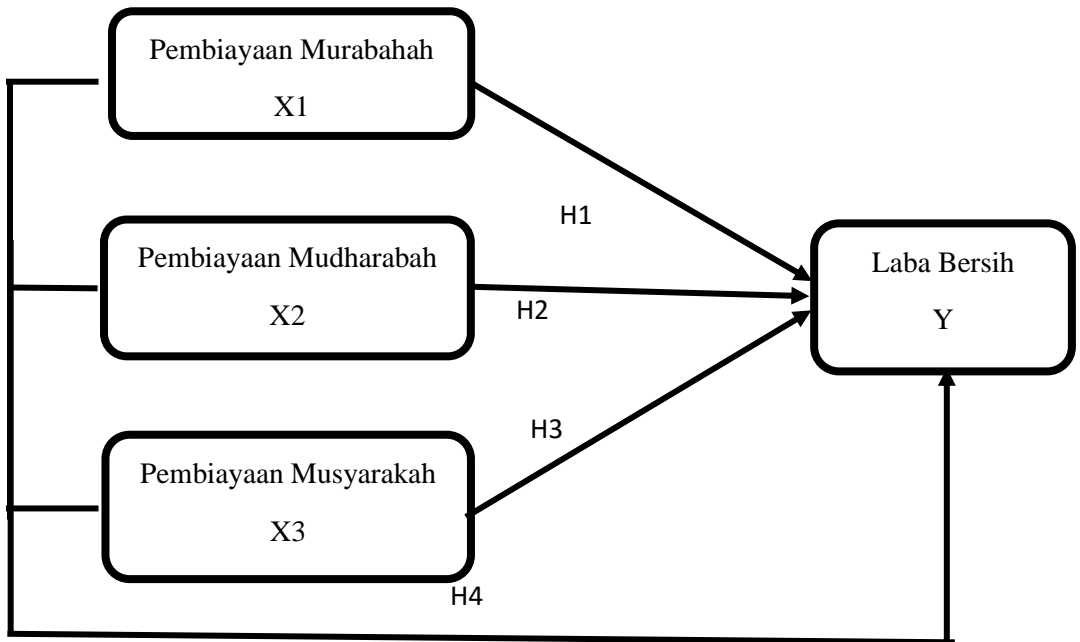 Pembiayaan Murabahah
X1
H1
Pembiayaan Mudharabah
X2
H2
Laba Bersih
Y
H3
Pembiayaan Musyarakah
X3
H4